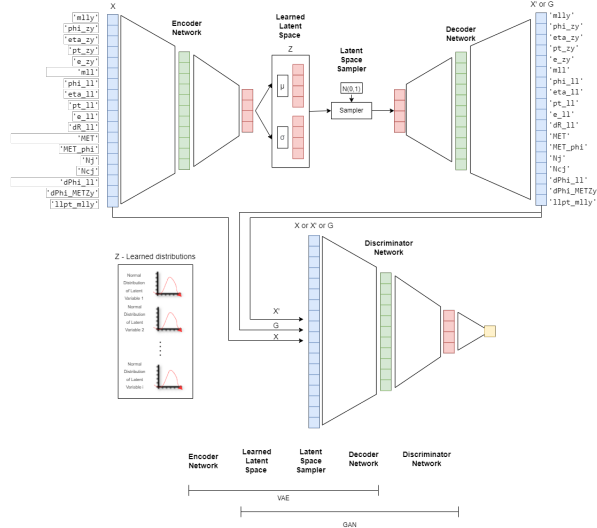 X
X' or G
'mlly'
'phi_zy'
'eta_zy'
'pt_zy'
'e_zy'
'mll'
'phi_ll'
'eta_ll'
'pt_ll'
'e_ll'
'dR_ll'
'MET'
'MET_phi'
'Nj'
'Ncj'
'dPhi_ll'
'dPhi_METZy'
'llpt_mlly'
Encoder
Network
Learned
Latent
Space
Z
μ
σ
Latent
Space
Sampler
N(0,1)
Sampler
Decoder
Network
'mlly'
'phi_zy'
'eta_zy'
'pt_zy'
'e_zy'
'mll'
'phi_ll'
'eta_ll'
'pt_ll'
'e_ll'
'dR_ll'
'MET'
'MET_phi'
'Nj'
'Ncj'
'dPhi_ll'
'dPhi_METZy
'llpt_mlly'
X or X' or G
Discriminator
Network
Z - Learned distributions
Normal
Distribution
of Latent
Variable 1
Normal
Distribution
of Latent
Variable 2
Normal
Distribution
of Latent
Variable i
X'
G
X
Encoder
Network
Learned
Latent
Space
Latent
Space
Sampler
Decoder
Network
Discriminator
Network
VAE
GAN